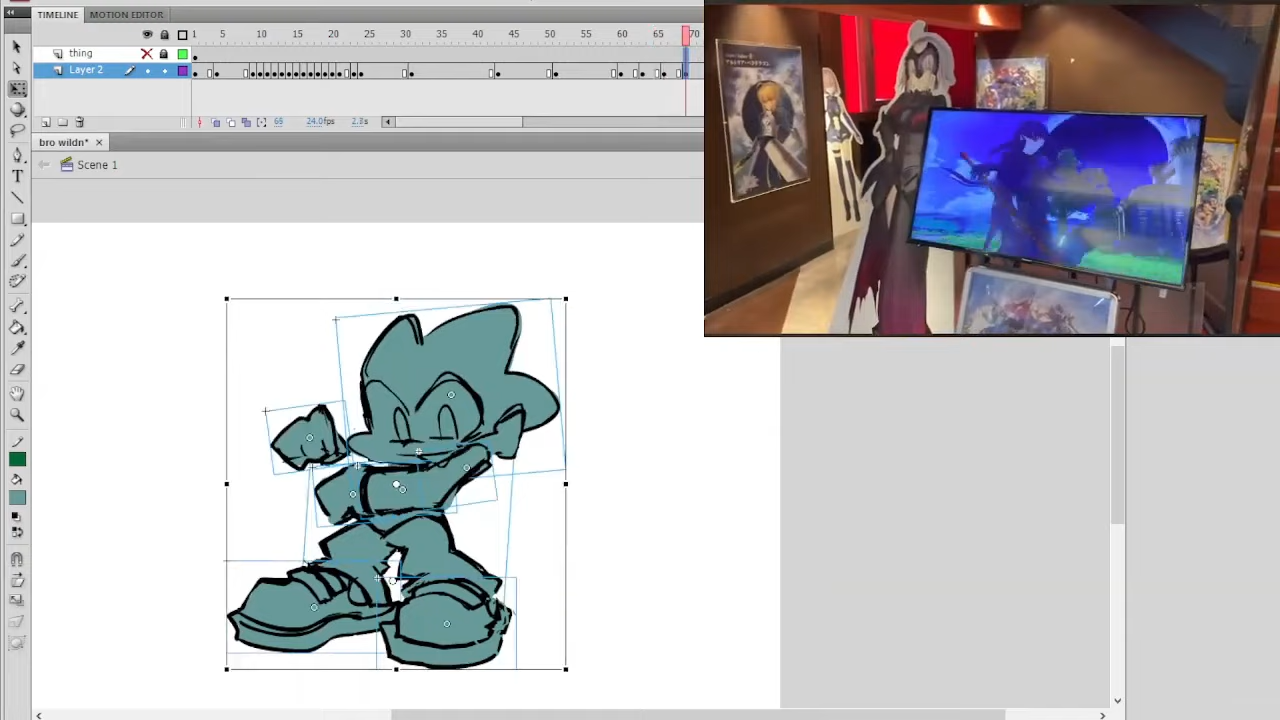 TIMELINE MOTION EDITOR
1 5 10 15 20 25 30 35 40 45 50 55 60 65 70
thing
Layer 2
69 24.0fps 2.8s
bro wildn* ×
Scene 1
T